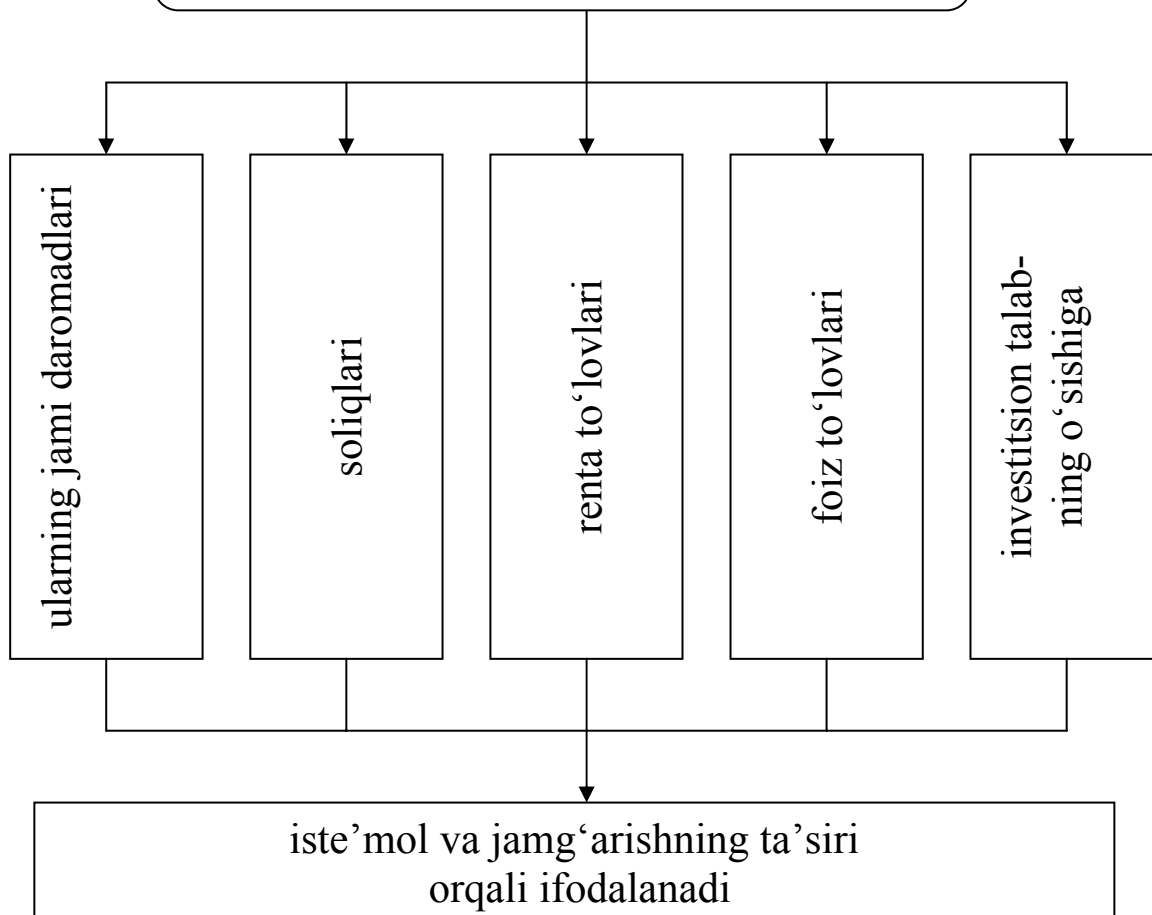 ularning jami daromadlari
soliqlari
renta to‘lovlari
foiz to‘lovlari
investitsion talab-
ning o‘sishiga
iste’mol va jamg‘arishning ta’siri
orqali ifodalanadi